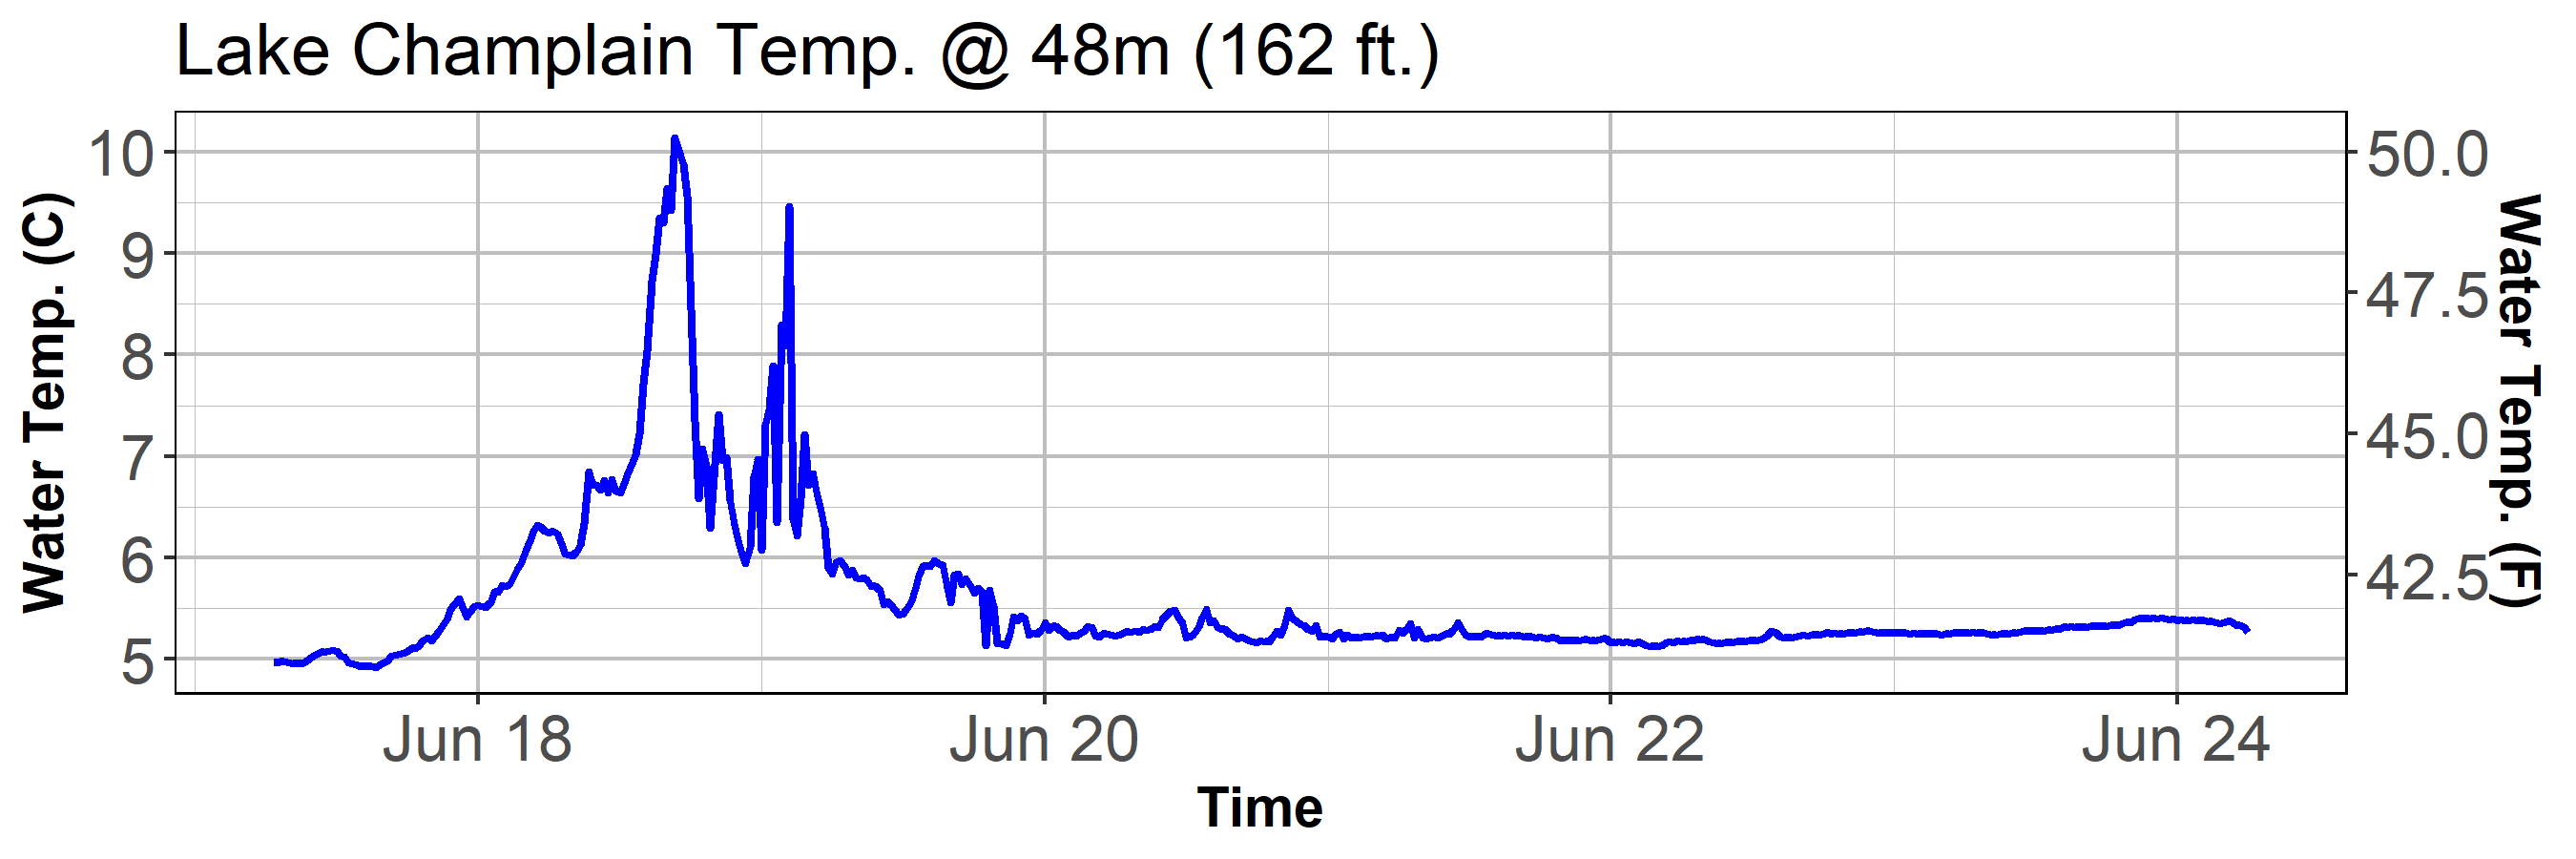 Lake Champlain Temp. @ 48m (162 ft.)
Water Temp. (C)
10
9
8
7
6
5
50.0
47.5
45.0
42.5
Water Temp. (F)
Jun 18 Jun 20 Jun 22 Jun 24
Time